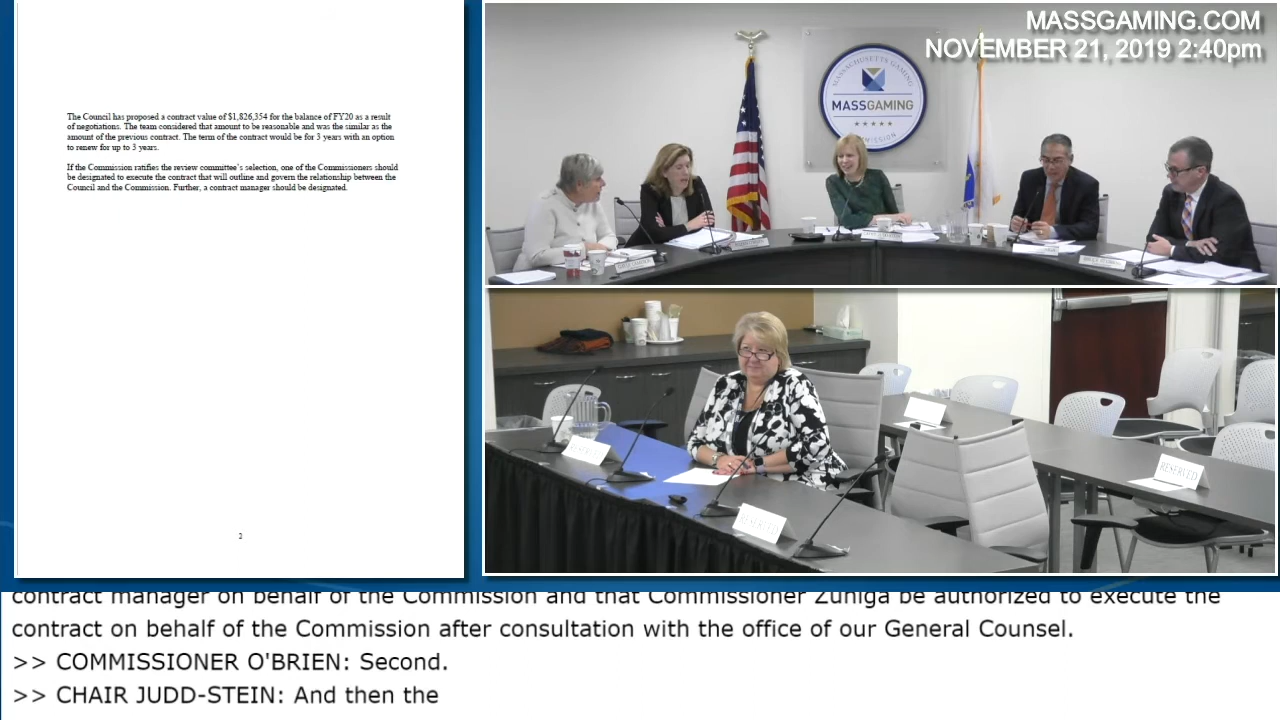 The Council has proposed a contract value of $1,826,354 for the balance of FY20 as a result
of negotiations. The team considered that amount to be reasonable and was the similar as the
amount of the previous contract. The term of the contract would be for 3 years with an option
to renew for up to 3 years.
If the Commission ratifies the review committee's selection, one of the Commissioners should
be designated to execute the contract that will outline and govern the relationship between the
Council and the Commission. Further, a contract manager should be designated.
2
MASSGAMING.COM
NOVEMBER 21, 2019 2:40pm
MASSACHUSETTS GAMING
MASSGAMING
COMMISSION
RESERVED
RESERVED
contract manager on behalf of the Commission and that Commissioner Zuniga be authorized to execute the
contract on behalf of the Commission after consultation with the office of our General Counsel.
>> COMMISSIONER O'BRIEN: Second.
>> CHAIR JUDD-STEIN: And then the